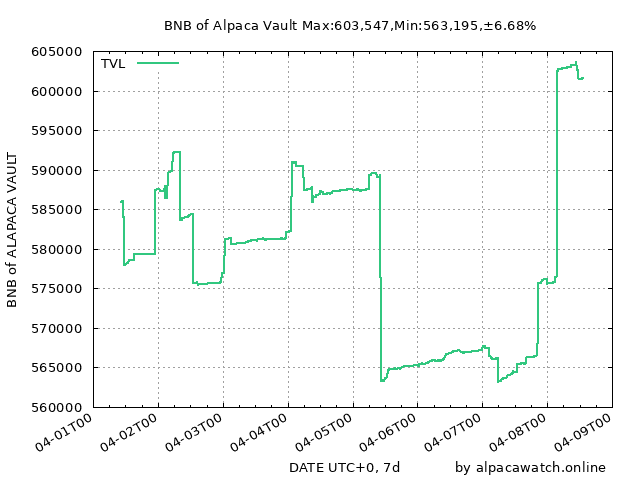 BNB of Alpaca Vault Max:603,547,Min:563,195,±6.68%
605000
TVL
600000
595000
590000
585000
580000
575000
570000
565000
560000
BNB of ALAPACA VAULT
04-01T00
04-02T00
04-03T00
04-04T00
04-05T00
04-06T00
04-07T00
04-08T00
04-09T00
DATE UTC+0, 7d
by alpacawatch.online